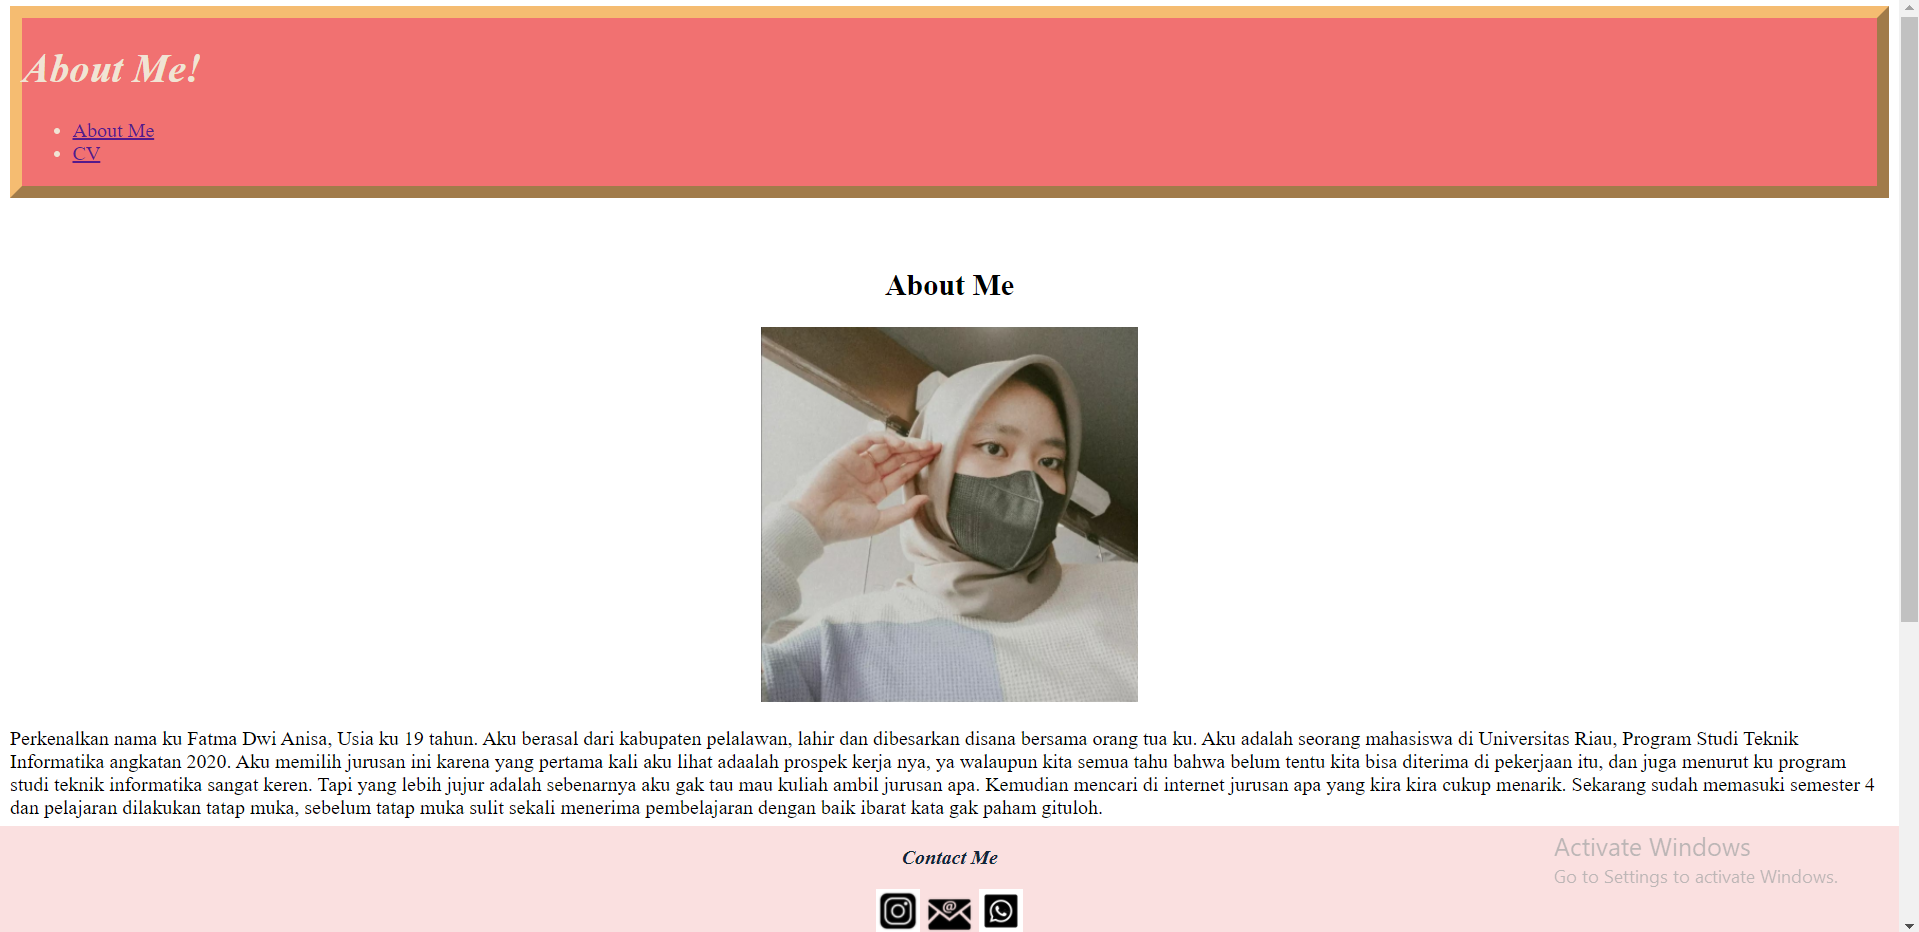 About Me!
About Me
CV
About Me
Perkenalkan nama ku Fatma Dwi Anisa, Usia ku 19 tahun. Aku berasal dari kabupaten pelalawan, lahir dan dibesarkan disana bersama orang tua ku. Aku adalah seorang mahasiswa di Universitas Riau, Program Studi Teknik
Informatika angkatan 2020. Aku memilih jurusan ini karena yang pertama kali aku lihat adaalah prospek kerja nya, ya walaupun kita semua tahu bahwa belum tentu kita bisa diterima di pekerjaan itu, dan juga menurut ku program
studi teknik informatika sangat keren. Tapi yang lebih jujur adalah sebenarnya aku gak tau mau kuliah ambil jurusan apa. Kemudian mencari di internet jurusan apa yang kira kira cukup menarik. Sekarang sudah memasuki semester 4
dan pelajaran dilakukan tatap muka, sebelum tatap muka sulit sekali menerima pembelajaran dengan baik ibarat kata gak paham gituloh.
Contact Me
Activate Windows
Go to Settings to activate Windows.